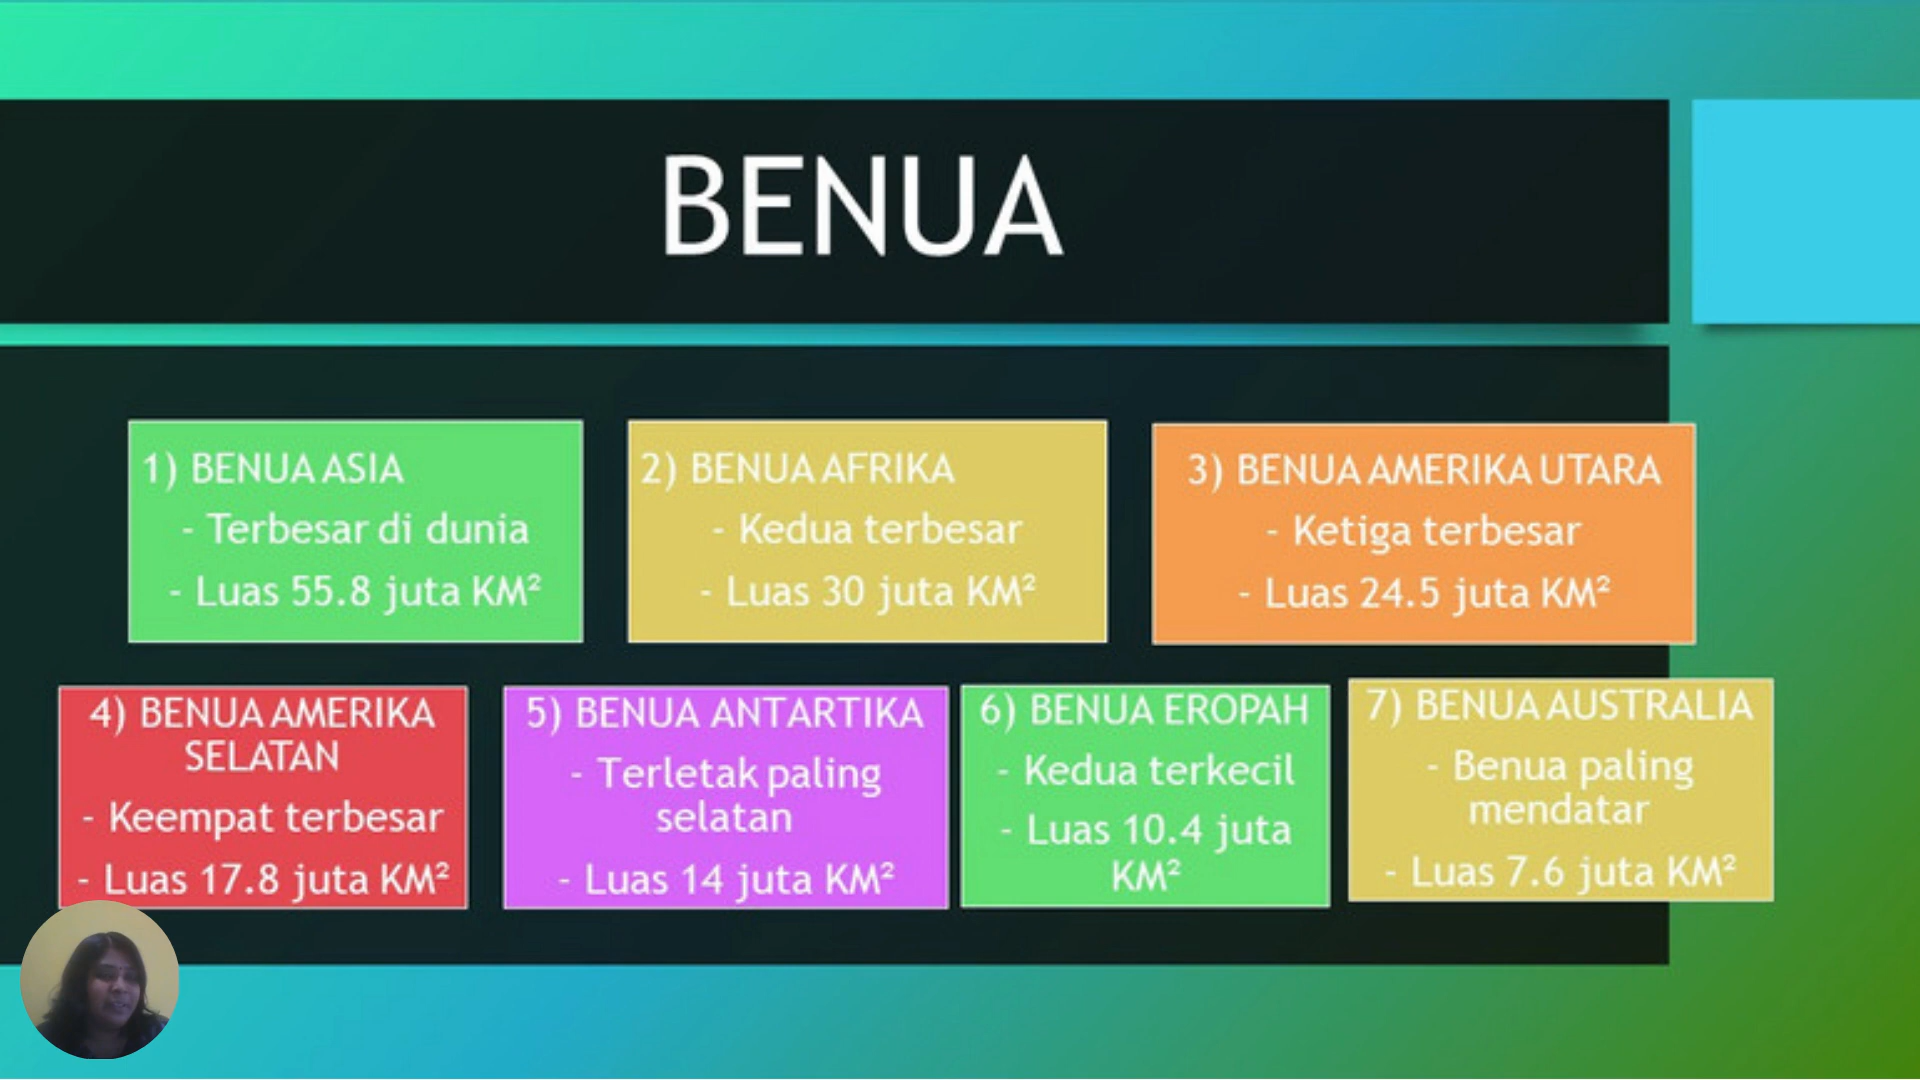 BENUA
1) BENUA ASIA
- Terbesar di dunia
- Luas 55.8 juta KM²
2) BENUA AFRIKA
- Kedua terbesar
- Luas 30 juta KM²
3) BENUA AMERIKA UTARA
- Ketiga terbesar
- Luas 24.5 juta KM²
4) BENUA AMERIKA
SELATAN
- Keempat terbesar
- Luas 17.8 juta KM²
5) BENUA ANTARTIKA
- Terletak paling
selatan
- Luas 14 juta KM²
6) BENUA EROPAH
- Kedua terkecil
- Luas 10.4 juta
KM²
7) BENUA AUSTRALIA
- Benua paling
mendatar
- Luas 7.6 juta KM²